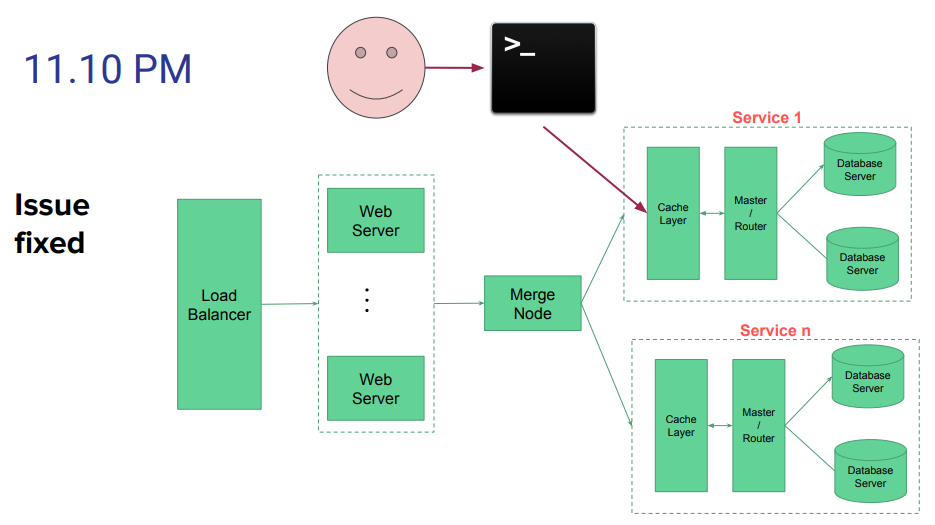 11.10 PM
>_
Issue
fixed
Load
Balancer
Web
Server
Web
Server
Merge
Node
Service 1
Cache
Layer
Master
/
Router
Database
Server
Database
Server
Service n
Cache
Layer
Master
/
Router
Database
Server
Database
Server